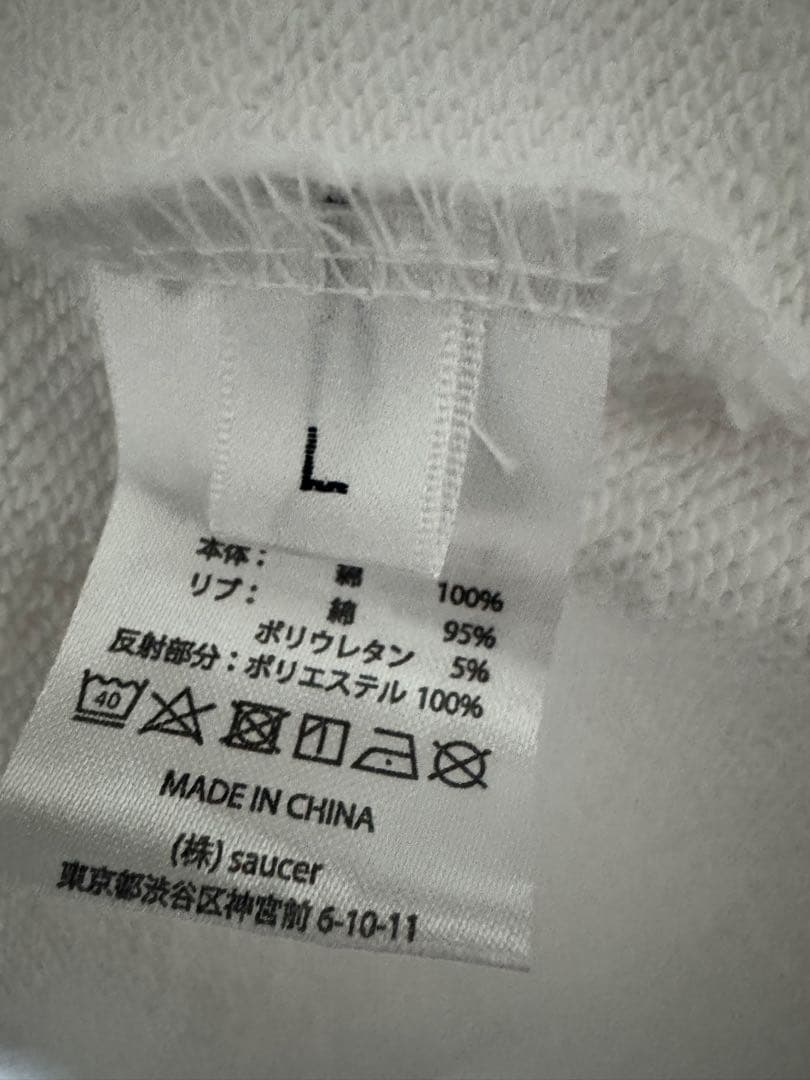 L
本体: 綿 100%
リブ: 綿 95%
ポリウレタン 5%
反射部分:ポリエステル 100%
40
MADE IN CHINA
(株) saucer
東京都渋谷区神宮前 6-10-11